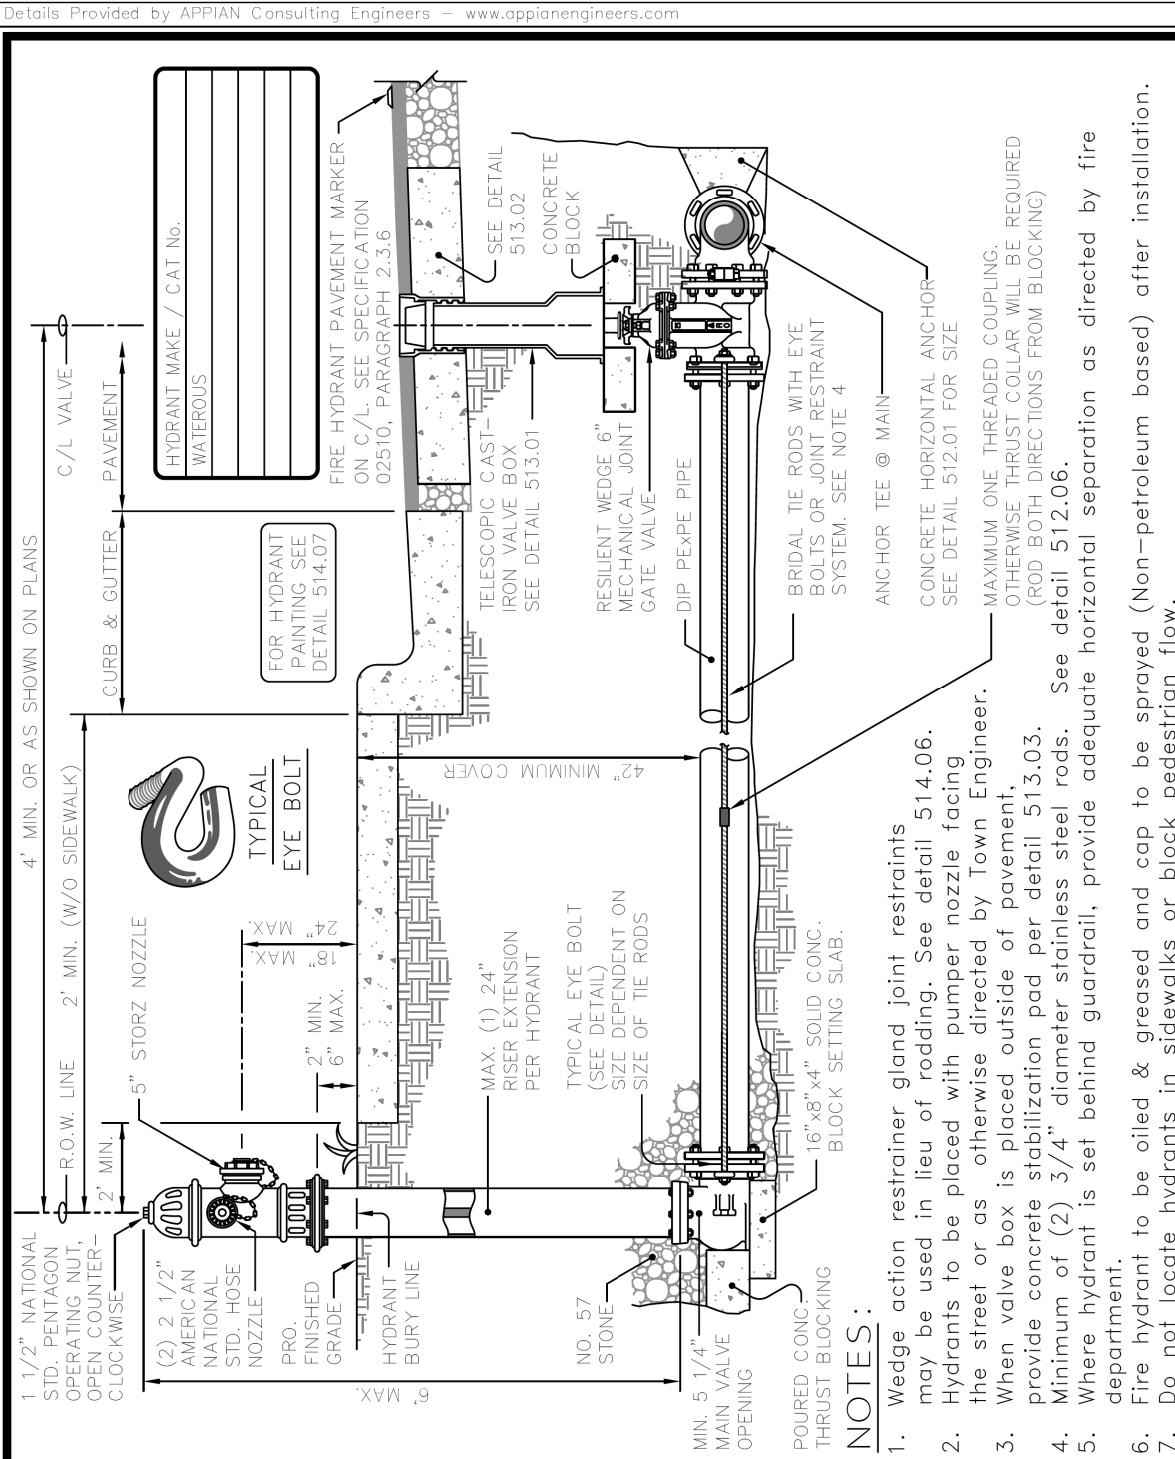 Details Provided by APPIAN Consulting Engineers – www.appianengineers.com
4' MIN. OR AS SHOWN ON PLANS
C/L VALVE
R.O.W. LINE
2' MIN. (W/O SIDEWALK)
CURB & GUTTER
PAVEMENT
2' MIN.
1 1/2" NATIONAL
STD. PENTAGON
OPERATING NUT,
OPEN COUNTER–
CLOCKWISE
5" STORZ NOZZLE
TYPICAL
EYE BOLT
HYDRANT MAKE / CAT No.
WATEROUS
FOR HYDRANT
PAINTING SEE
DETAIL 514.07
FIRE HYDRANT PAVEMENT MARKER
ON C/L. SEE SPECIFICATION
02510, PARAGRAPH 2.3.6
(2) 2 1/2"
AMERICAN
NATIONAL
STD. HOSE
NOZZLE
24" MAX.
18" MAX.
2" MIN.
6" MAX.
PRO.
FINISHED
GRADE
HYDRANT
BURY LINE
6' MAX.
42" MINIMUM COVER
MAX. (1) 24"
RISER EXTENSION
PER HYDRANT
TELESCOPIC CAST–
IRON VALVE BOX
SEE DETAIL 513.01
SEE DETAIL
513.02
CONCRETE
BLOCK
TYPICAL EYE BOLT
(SEE DETAIL)
SIZE DEPENDENT ON
SIZE OF TIE RODS
RESILIENT WEDGE 6"
MECHANICAL JOINT
GATE VALVE
DIP PExPE PIPE
NO. 57
STONE
MIN. 5 1/4"
MAIN VALVE
OPENING
POURED CONC.
THRUST BLOCKING
16"x8"x4" SOLID CONC.
BLOCK SETTING SLAB.
BRIDAL TIE RODS WITH EYE
BOLTS OR JOINT RESTRAINT
SYSTEM. SEE NOTE 4
ANCHOR TEE @ MAIN
CONCRETE HORIZONTAL ANCHOR
SEE DETAIL 512.01 FOR SIZE
MAXIMUM ONE THREADED COUPLING.
OTHERWISE THRUST COLLAR WILL BE REQUIRED
(ROD BOTH DIRECTIONS FROM BLOCKING)
NOTES:
1. Wedge action restrainer gland joint restraints
may be used in lieu of rodding. See detail 514.06.
2. Hydrants to be placed with pumper nozzle facing
the street or as otherwise directed by Town Engineer.
3. When valve box is placed outside of pavement,
provide concrete stabilization pad per detail 513.03.
4. Minimum of (2) 3/4" diameter stainless steel rods. See detail 512.06.
5. Where hydrant is set behind guardrail, provide adequate horizontal separation as directed by fire
department.
6. Fire hydrant to be oiled & greased and cap to be sprayed (Non–petroleum based) after installation.
7. Do not locate hydrants in sidewalks or block pedestrian flow.